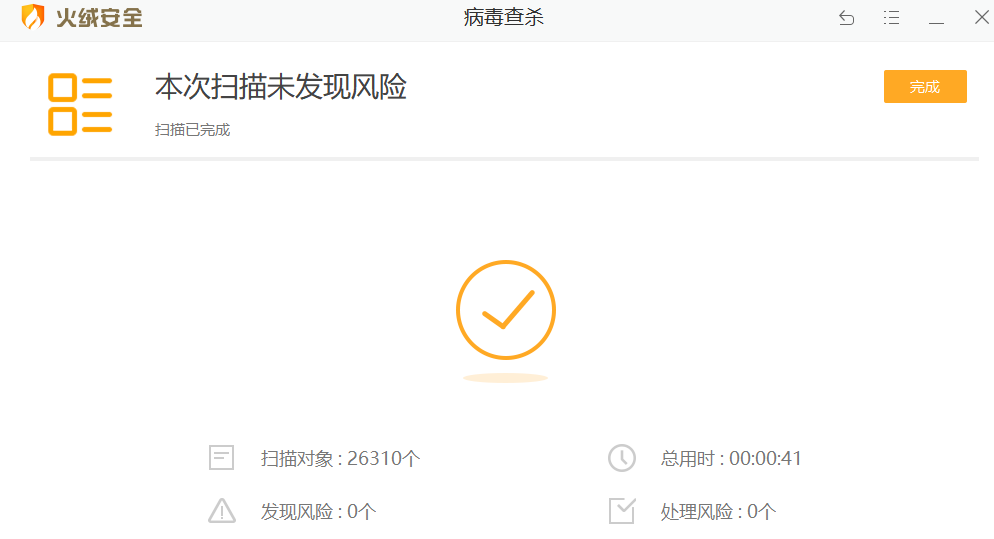 火绒安全
病毒查杀
本次扫描未发现风险
完成
扫描已完成
扫描对象 : 26310个
总用时 : 00:00:41
发现风险 : 0个
处理风险 : 0个